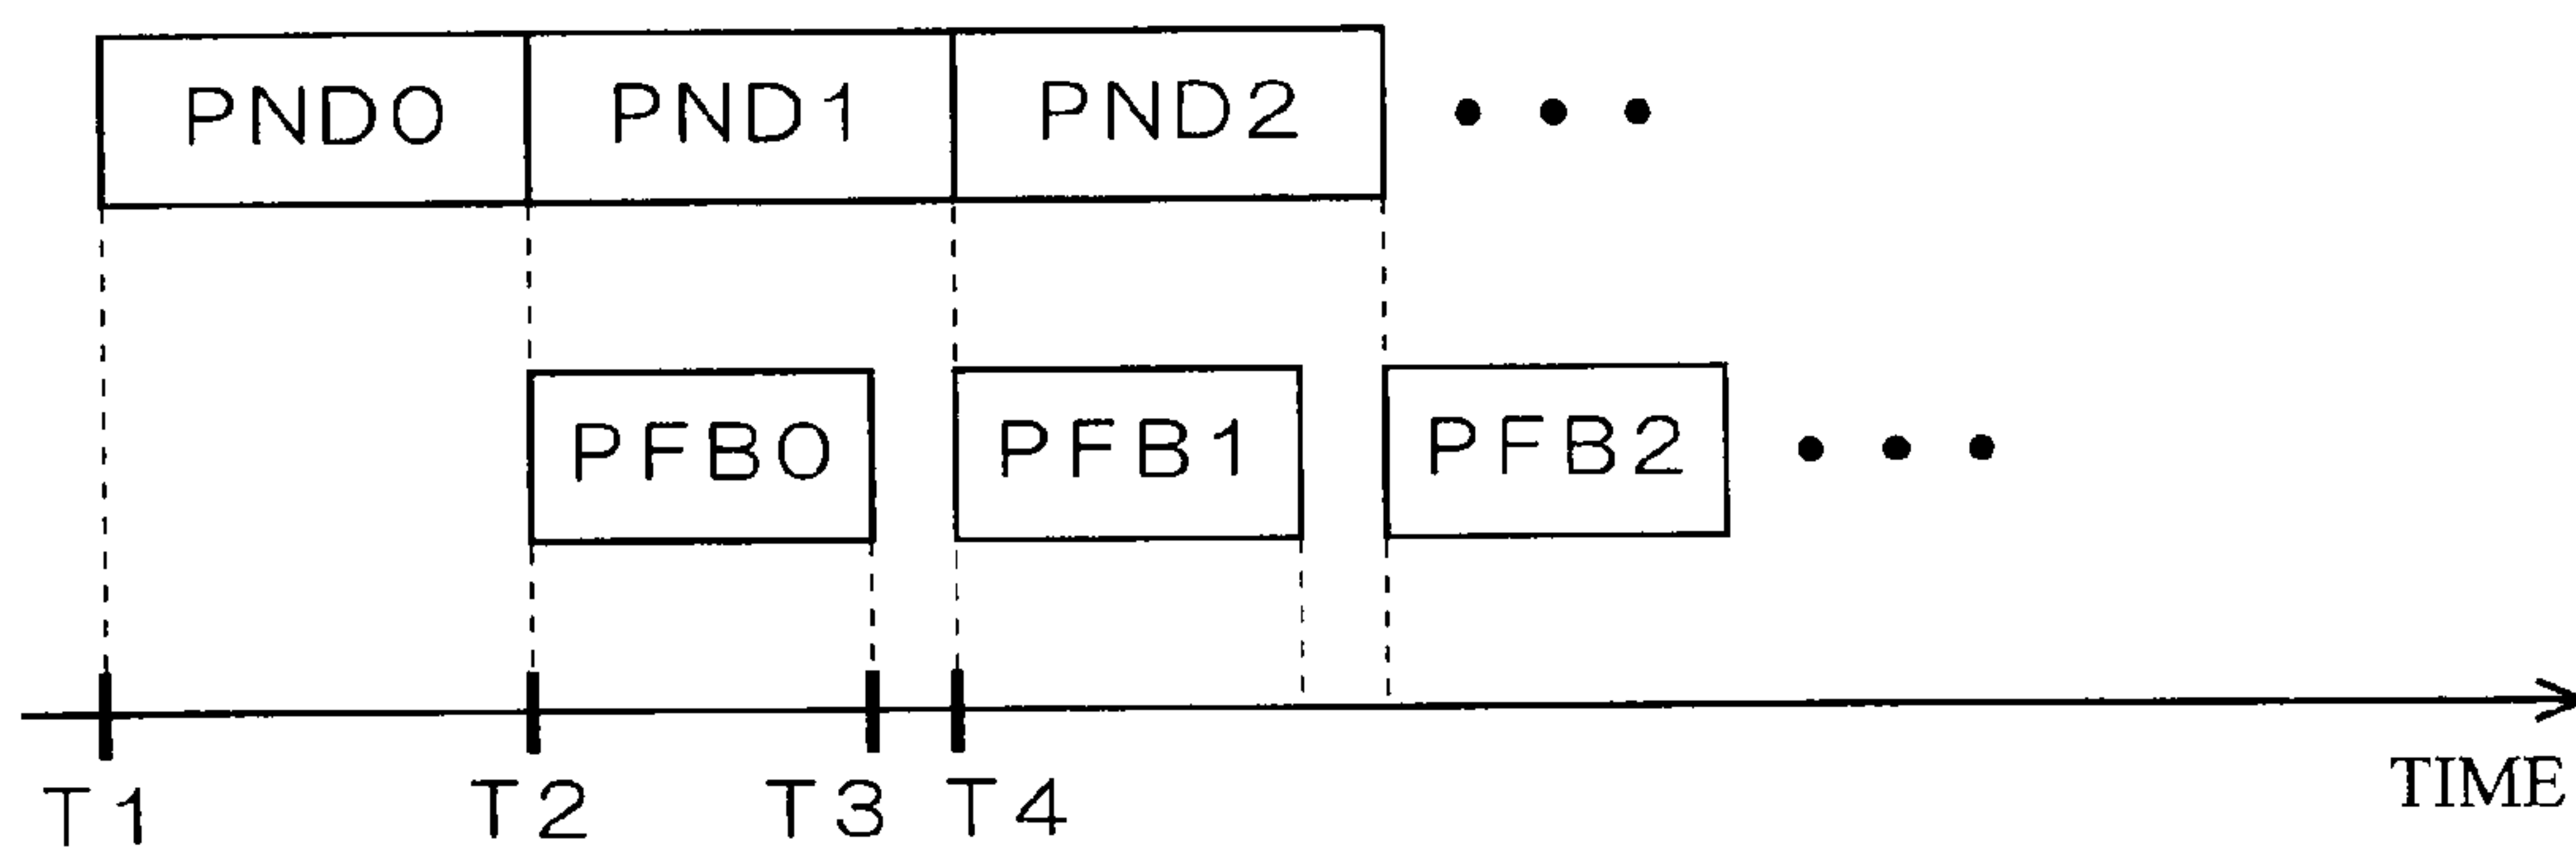 PND0 PND1 PND2 • • •
PFB0 PFB1 PFB2 • • •
T1 T2 T3 T4 TIME